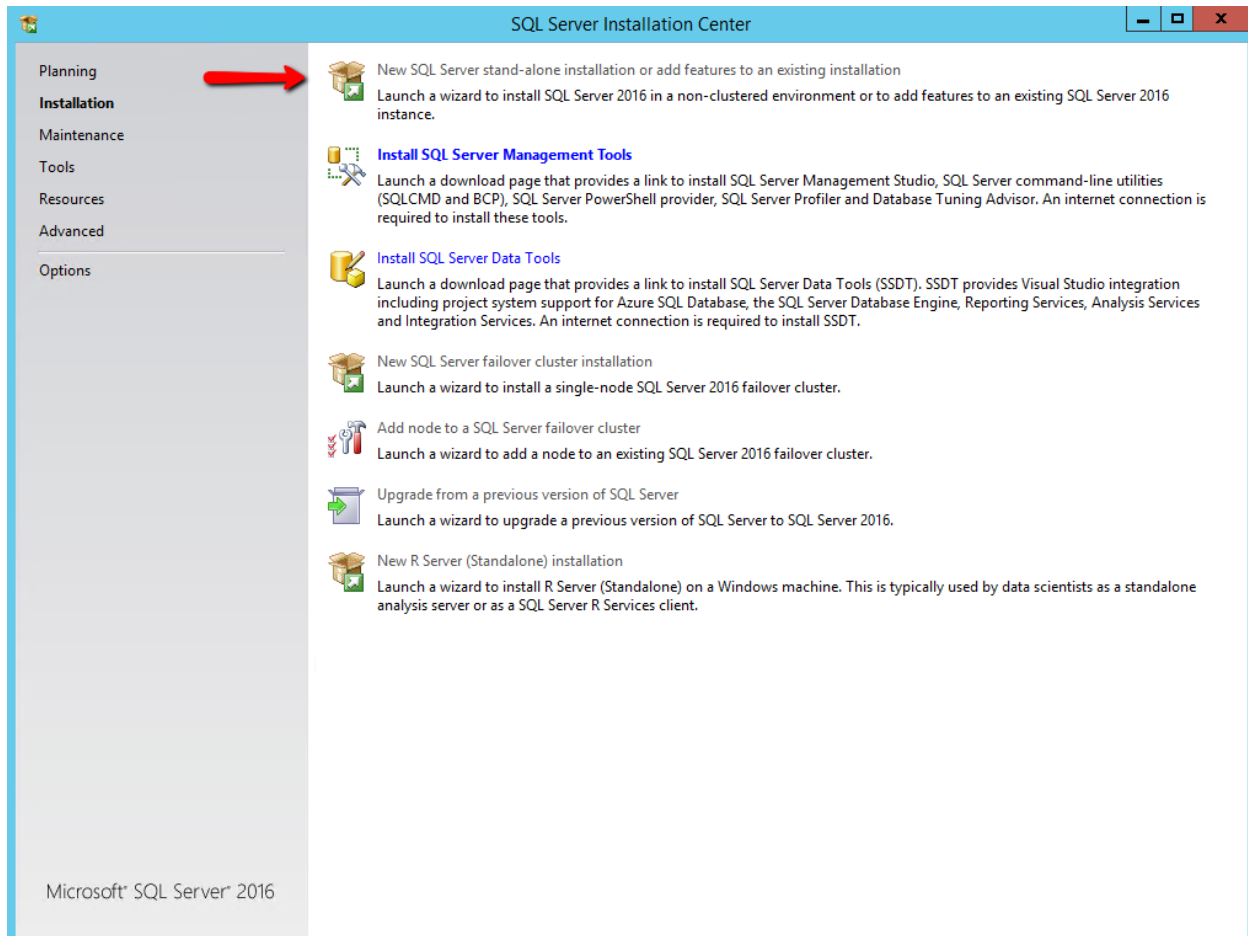 SQL Server Installation Center
Planning
Installation
Maintenance
Tools
Resources
Advanced
Options
New SQL Server stand-alone installation or add features to an existing installation
Launch a wizard to install SQL Server 2016 in a non-clustered environment or to add features to an existing SQL Server 2016
instance.
Install SQL Server Management Tools
Launch a download page that provides a link to install SQL Server Management Studio, SQL Server command-line utilities
(SQLCMD and BCP), SQL Server PowerShell provider, SQL Server Profiler and Database Tuning Advisor. An internet connection is
required to install these tools.
Install SQL Server Data Tools
Launch a download page that provides a link to install SQL Server Data Tools (SSDT). SSDT provides Visual Studio integration
including project system support for Azure SQL Database, the SQL Server Database Engine, Reporting Services, Analysis Services
and Integration Services. An internet connection is required to install SSDT.
New SQL Server failover cluster installation
Launch a wizard to install a single-node SQL Server 2016 failover cluster.
Add node to a SQL Server failover cluster
Launch a wizard to add a node to an existing SQL Server 2016 failover cluster.
Upgrade from a previous version of SQL Server
Launch a wizard to upgrade a previous version of SQL Server to SQL Server 2016.
New R Server (Standalone) installation
Launch a wizard to install R Server (Standalone) on a Windows machine. This is typically used by data scientists as a standalone
analysis server or as a SQL Server R Services client.
Microsoft® SQL Server® 2016